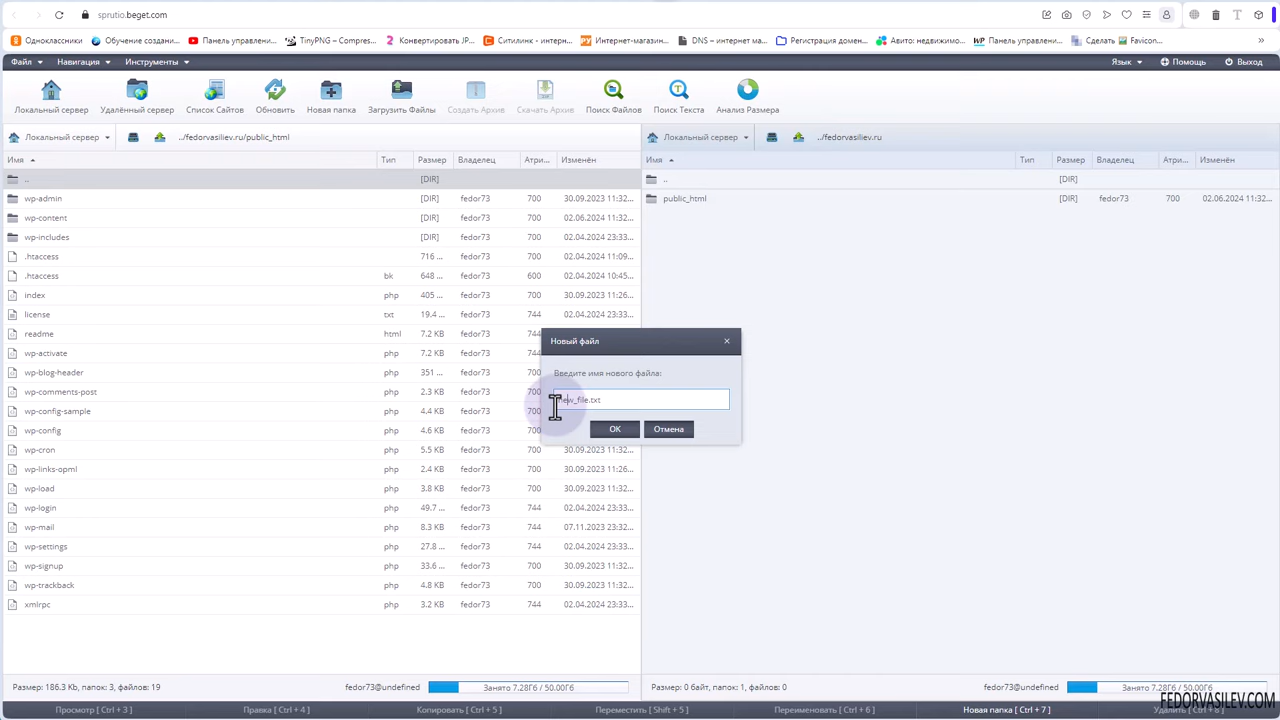 sprutio.beget.com
Одноклассники
Обучение создани...
Панель управлени...
TinyPNG – Compres...
Конвертировать JP...
Ситилинк - интерн...
Интернет-магазин...
DNS – интернет ма...
Регистрация домен...
Авито: недвижимо...
Панель управлени...
Сделать
Favicon...
Файл
Навигация
Инструменты
Язык
Помощь
Выход
Локальный сервер
Удалённый сервер
Список Сайтов
Обновить
Новая папка
Загрузить Файлы
Создать Архив
Скачать Архив
Поиск Файлов
Поиск Текста
Анализ Размера
Локальный сервер ../fedorvasiliev.ru/public_html
Имя Тип Размер Владелец Атри... Изменён
.. [DIR]
wp-admin [DIR] fedor73 700 30.09.2023 11:32...
wp-content [DIR] fedor73 700 02.06.2024 11:32...
wp-includes [DIR] fedor73 700 02.04.2024 23:33...
.htaccess 716 ... fedor73 700 02.04.2024 11:09...
.htaccess bk 648 ... fedor73 600 02.04.2024 10:45...
index php 405 ... fedor73 700 30.09.2023 11:26...
license txt 19.4 ... fedor73 744 02.04.2024 23:33...
readme html 7.2 KB fedor73 744
wp-activate php 7.2 KB fedor73 744
wp-blog-header php 351 ... fedor73 700
wp-comments-post php 2.3 KB fedor73 700
wp-config-sample php 4.4 KB fedor73 700
wp-config php 4.6 KB fedor73 700
wp-cron php 5.5 KB fedor73 700 30.09.2023 11:32...
wp-links-opml php 2.4 KB fedor73 700 30.09.2023 11:26...
wp-load php 3.8 KB fedor73 700 30.09.2023 11:32...
wp-login php 49.7 ... fedor73 744 02.04.2024 23:33...
wp-mail php 8.3 KB fedor73 744 07.11.2023 23:32...
wp-settings php 27.8 ... fedor73 744 02.04.2024 23:33...
wp-signup php 33.6 ... fedor73 700 30.09.2023 11:32...
wp-trackback php 4.8 KB fedor73 700 30.09.2023 11:32...
xmlrpc php 3.2 KB fedor73 744 02.04.2024 23:33...
Размер: 186.3 Kb, папок: 3, файлов: 19 fedor73@undefined Занято 7.28Гб / 50.00Гб
Локальный сервер ../fedorvasiliev.ru
Имя Тип Размер Владелец Атри... Изменён
.. [DIR]
public_html [DIR] fedor73 700 02.06.2024 11:32...
Размер: 0 байт, папок: 1, файлов: 0 fedor73@undefined Занято 7.28Гб / 50.00Гб
Новый файл
Введите имя нового файла:
new_file.txt
OK
Отмена
Просмотр [ Ctrl + 3 ]
Правка [ Ctrl + 4 ]
Копировать [ Ctrl + 5 ]
Переместить [ Shift + 5 ]
Переименовать [ Ctrl + 6 ]
Новая папка [ Ctrl + 7 ]
Удалить [ Ctrl + 8 ]
FEDORVASILEV.COM